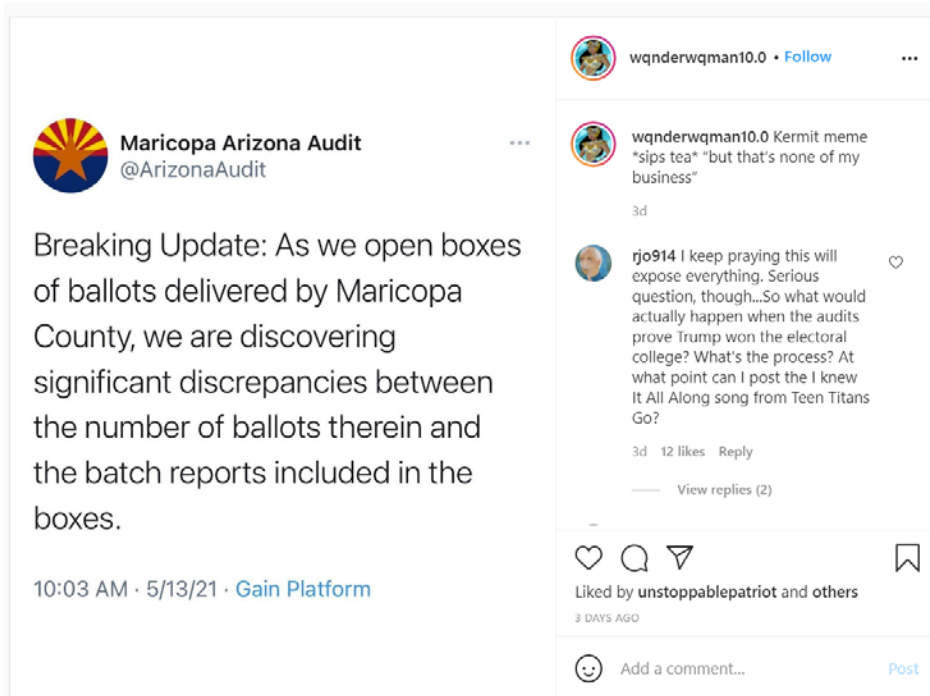 Maricopa Arizona Audit
@ArizonaAudit
Breaking Update: As we open boxes
of ballots delivered by Maricopa
County, we are discovering
significant discrepancies between
the number of ballots therein and
the batch reports included in the
boxes.
10:03 AM · 5/13/21 · Gain Platform
wqnderwqman10.0 • Follow
wqnderwqman10.0 Kermit meme
*sips tea* "but that's none of my
business"
3d
rjo914 I keep praying this will
expose everything. Serious
question, though...So what would
actually happen when the audits
prove Trump won the electoral
college? What's the process? At
what point can I post the I knew
It All Along song from Teen Titans
Go?
3d 12 likes Reply
View replies (2)
Liked by unstoppablepatriot and others
3 DAYS AGO
Add a comment... Post